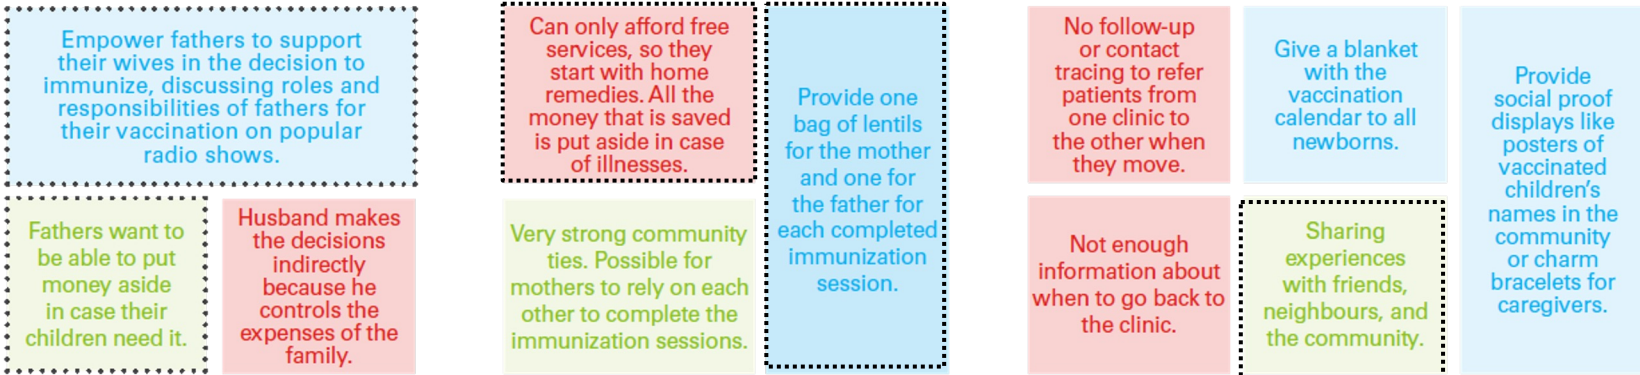 Empower fathers to support
their wives in the decision to
immunize, discussing roles and
responsibilities of fathers for
their vaccination on popular
radio shows.
Fathers want to
be able to put
money aside
in case their
children need it.
Husband makes
the decisions
indirectly
because he
controls the
expenses of the
family.
Can only afford free
services, so they
start with home
remedies. All the
money that is saved
is put aside in case
of illnesses.
Very strong community
ties. Possible for
mothers to rely on each
other to complete the
immunization sessions.
Provide one
bag of lentils
for the mother
and one for
the father for
each completed
immunization
session.
No follow-up
or contact
tracing to refer
patients from
one clinic to
the other when
they move.
Not enough
information about
when to go back to
the clinic.
Give a blanket
with the
vaccination
calendar to all
newborns.
Sharing
experiences
with friends,
neighbours, and
the community.
Provide
social proof
displays like
posters of
vaccinated
children's
names in the
community
or charm
bracelets for
caregivers.